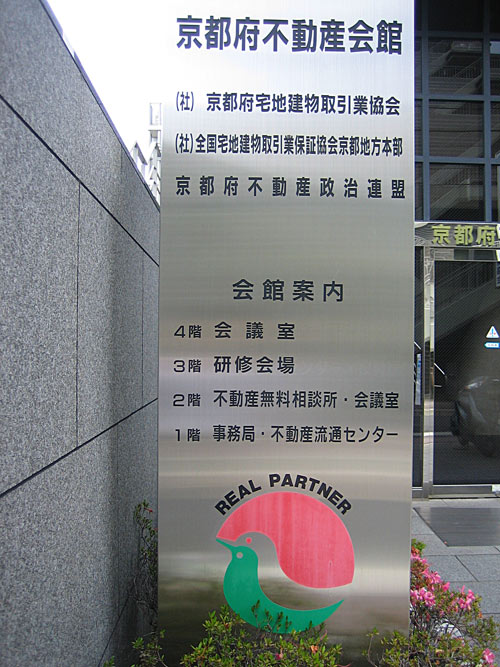 京都府不動産会館
(社) 京都府宅地建物取引業協会
(社)全国宅地建物取引業保証協会京都地方本部
京都府不動産政治連盟
会館案内
4階 会議室
3階 研修会場
2階 不動産無料相談所・会議室
1階 事務局・不動産流通センター
REAL PARTNER
京都府